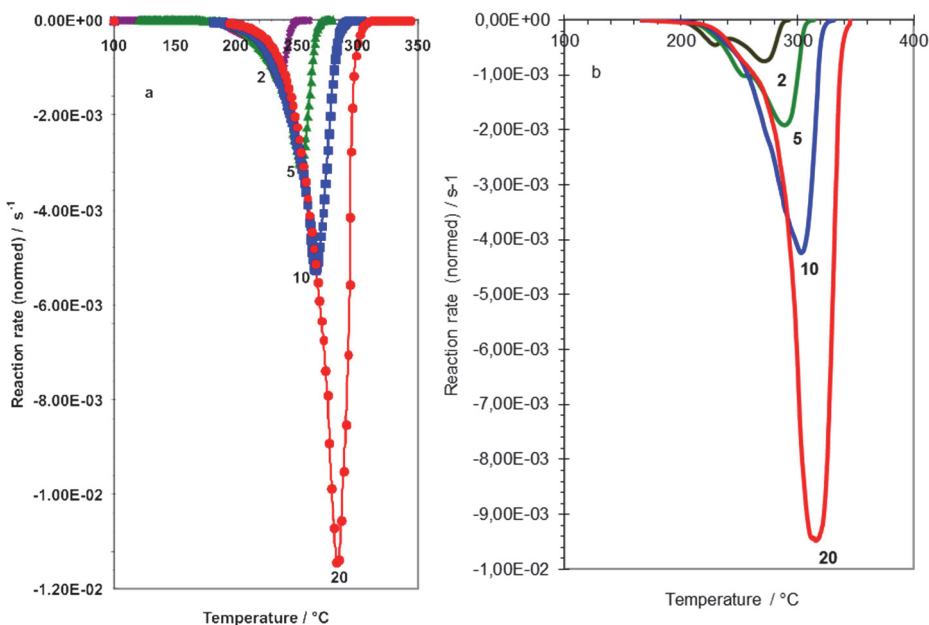 0.00E+00
100
150
200
250
300
350
2
a
-2.00E-03
5
-4.00E-03
10
-6.00E-03
-8.00E-03
-1.00E-02
20
-1.20E-02
Reaction rate (normed) / s-1
Temperature / °C
0,00E+00
100
200
300
400
b
2
-1,00E-03
-2,00E-03
5
-3,00E-03
-4,00E-03
10
-5,00E-03
-6,00E-03
-7,00E-03
-8,00E-03
-9,00E-03
20
-1,00E-02
Reaction rate (normed) / s-1
Temperature / °C